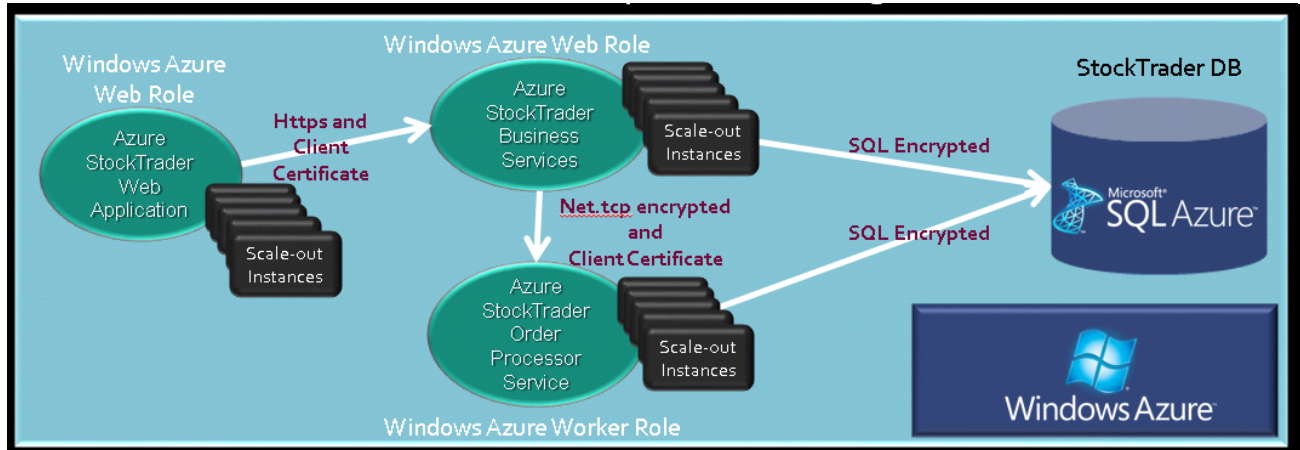 Windows Azure
Web Role
Azure
StockTrader
Web
Application
Scale-out
Instances
Https and
Client
Certificate
Windows Azure Web Role
Azure
StockTrader
Business
Services
Scale-out
Instances
Net.tcp encrypted
and
Client Certificate
Azure
StockTrader
Order
Processor
Service
Scale-out
Instances
Windows Azure Worker Role
SQL Encrypted
SQL Encrypted
StockTrader DB
Microsoft®
SQL Azure™
Windows Azure™